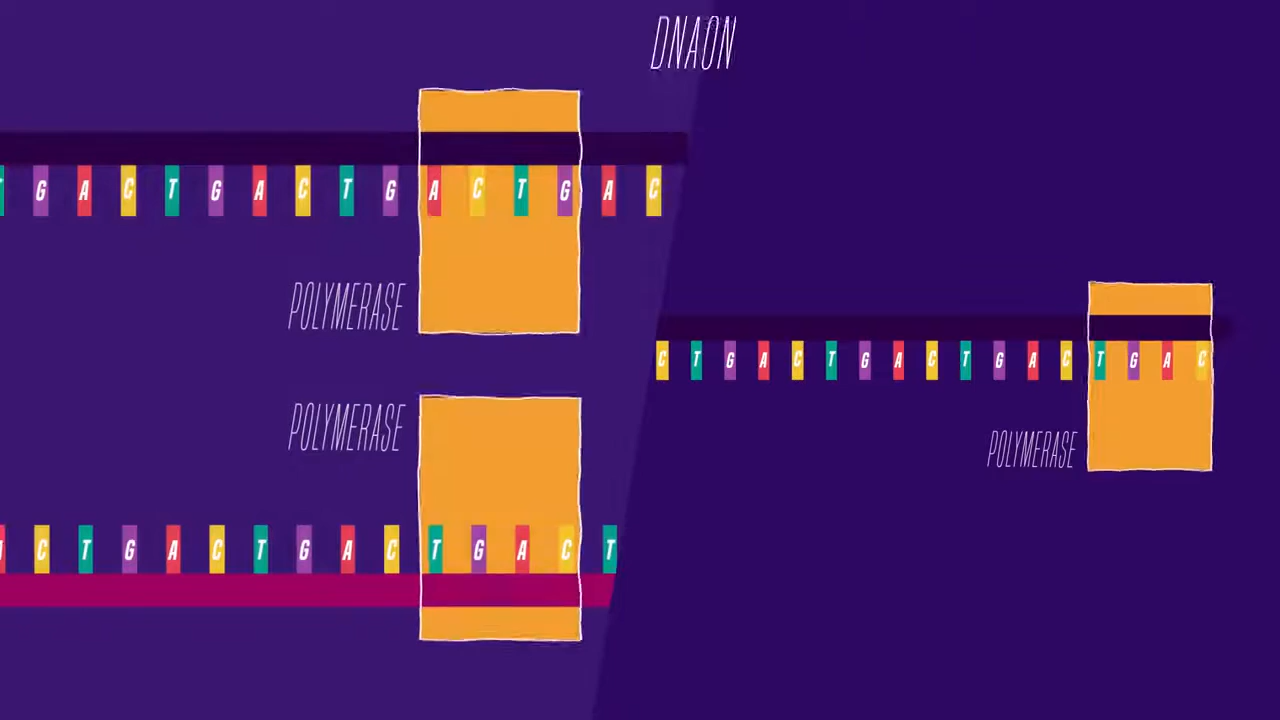 DNAON
T G A C T G A C T G A C T G A C
POLYMERASE
C T G A C T G A C T G A C T G A C
POLYMERASE
POLYMERASE
A C T G A C T G A C T G A C T